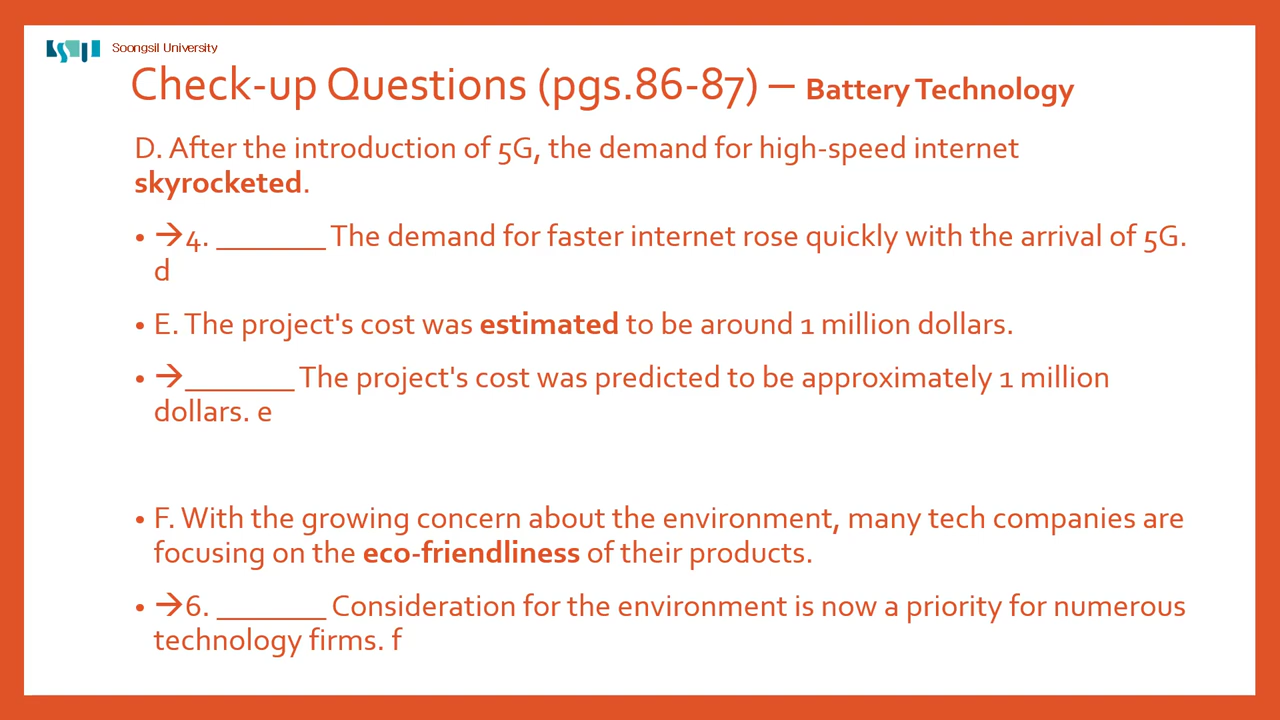 Soongsil University
Check-up Questions (pgs.86-87) – Battery Technology
D. After the introduction of 5G, the demand for high-speed internet
skyrocketed.
• →4. _______ The demand for faster internet rose quickly with the arrival of 5G.
d
• E. The project's cost was estimated to be around 1 million dollars.
• →_______ The project's cost was predicted to be approximately 1 million
dollars. e
• F. With the growing concern about the environment, many tech companies are
focusing on the eco-friendliness of their products.
• →6. _______ Consideration for the environment is now a priority for numerous
technology firms. f